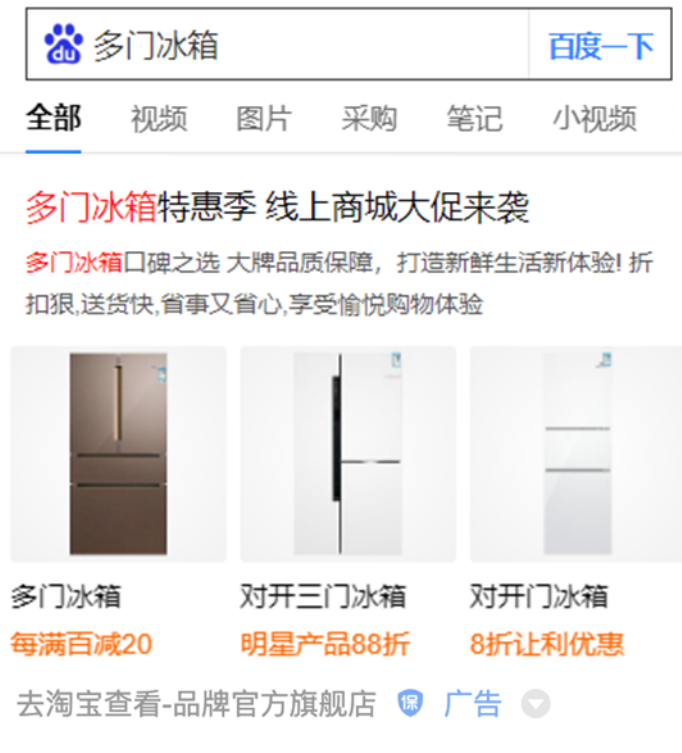 du 多门冰箱 百度一下
全部 视频 图片 采购 笔记 小视频
多门冰箱特惠季 线上商城大促来袭
多门冰箱口碑之选 大牌品质保障，打造新鲜生活新体验! 折
扣狠,送货快,省事又省心,享受愉悦购物体验
多门冰箱 对开三门冰箱 对开门冰箱
每满百减20 明星产品88折 8折让利优惠
去淘宝查看-品牌官方旗舰店 保 广告